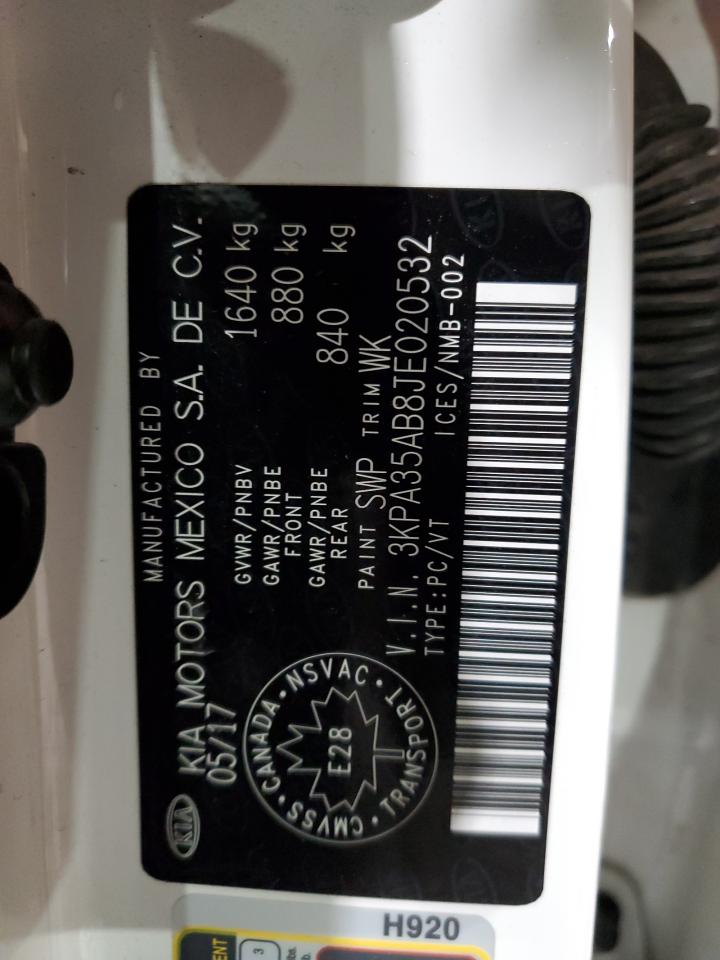 MANUFACTURED BY
KIA KIA MOTORS MEXICO S.A. DE C.V.
05/17
GVWR/PNBV 1640 kg
GAWR/PNBE FRONT 880 kg
GAWR/PNBE REAR 840 kg
PAINT SWP TRIM WK
V.I.N. 3KPA35AB8JE020532
TYPE:PC/VT ICES/NMB-002
CANADA • NSVAC • TRANSPORT • CMVSS •
E28
H920
3